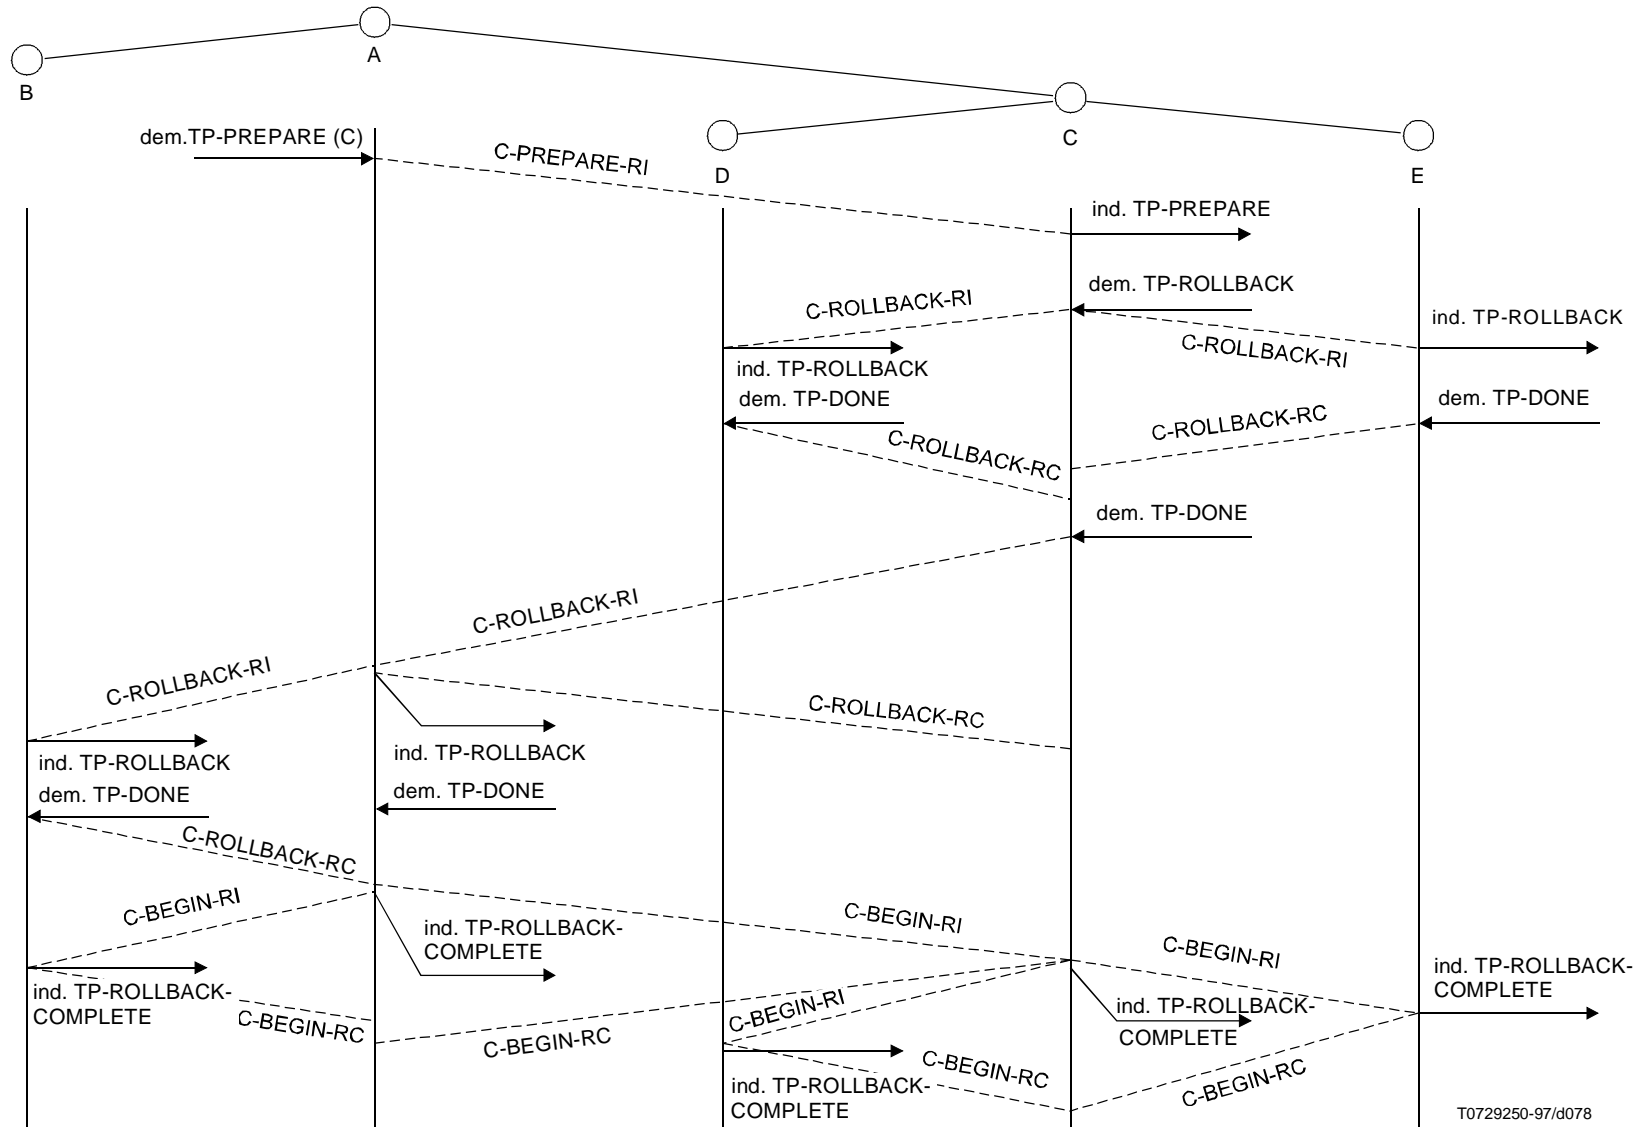 A
B
C
D
E
dem.TP-PREPARE (C)
C-PREPARE-RI
ind. TP-PREPARE
dem. TP-ROLLBACK
C-ROLLBACK-RI
ind. TP-ROLLBACK
C-ROLLBACK-RI
ind. TP-ROLLBACK
dem. TP-DONE
dem. TP-DONE
C-ROLLBACK-RC
C-ROLLBACK-RC
dem. TP-DONE
C-ROLLBACK-RI
C-ROLLBACK-RI
C-ROLLBACK-RC
ind. TP-ROLLBACK
ind. TP-ROLLBACK
dem. TP-DONE
dem. TP-DONE
C-ROLLBACK-RC
C-BEGIN-RI
C-BEGIN-RI
ind. TP-ROLLBACK-
COMPLETE
C-BEGIN-RI
ind. TP-ROLLBACK-
COMPLETE
ind. TP-ROLLBACK-
COMPLETE
C-BEGIN-RI
ind. TP-ROLLBACK-
COMPLETE
C-BEGIN-RC
C-BEGIN-RC
C-BEGIN-RC
C-BEGIN-RC
ind. TP-ROLLBACK-
COMPLETE
T0729250-97/d078